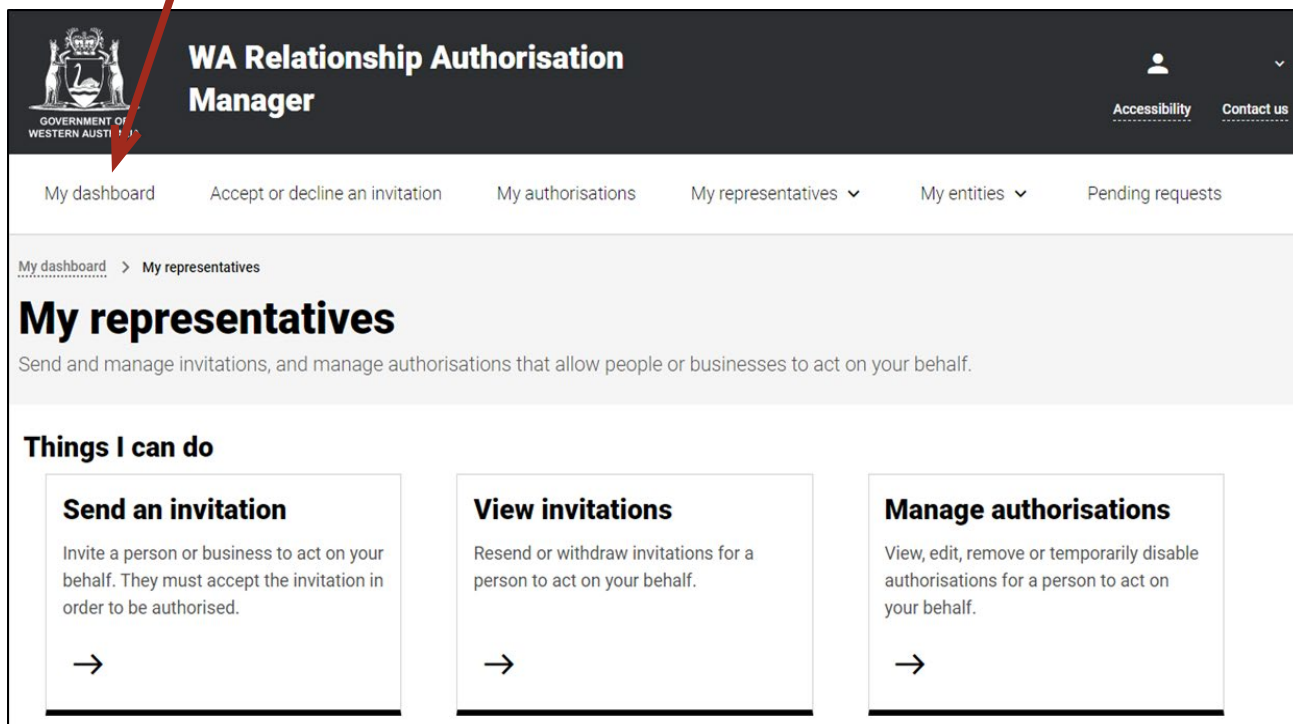 WA Relationship Authorisation
Manager
GOVERNMENT OF
WESTERN AUSTRALIA
Accessibility Contact us
My dashboard Accept or decline an invitation My authorisations My representatives My entities Pending requests
My dashboard > My representatives
My representatives
Send and manage invitations, and manage authorisations that allow people or businesses to act on your behalf.
Things I can do
Send an invitation
Invite a person or business to act on your
behalf. They must accept the invitation in
order to be authorised.
View invitations
Resend or withdraw invitations for a
person to act on your behalf.
Manage authorisations
View, edit, remove or temporarily disable
authorisations for a person to act on
your behalf.